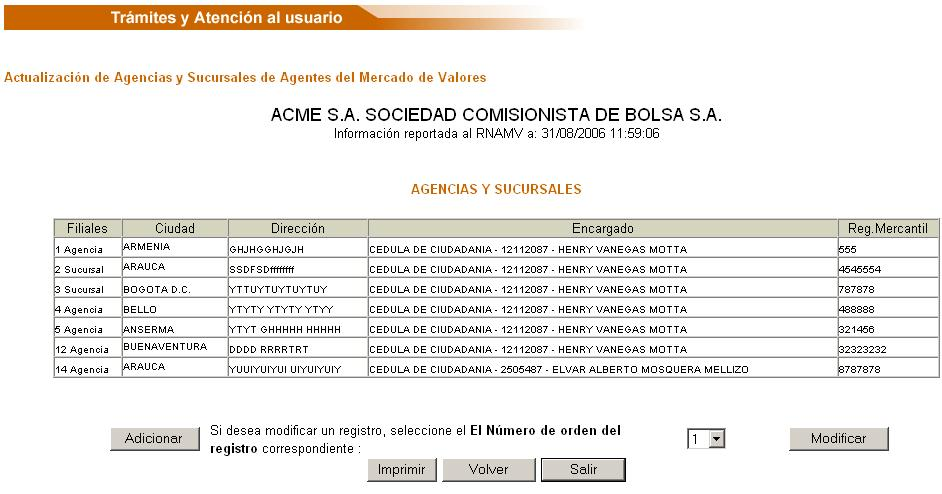 Trámites y Atención al usuario
Actualización de Agencias y Sucursales de Agentes del Mercado de Valores
ACME S.A. SOCIEDAD COMISIONISTA DE BOLSA S.A.
Información reportada al RNAMV a: 31/08/2006 11:59:06
AGENCIAS Y SUCURSALES
Filiales Ciudad Dirección Encargado Reg.Mercantil
1 Agencia ARMENIA GHJHGGHJGJH CEDULA DE CIUDADANIA - 12112087 - HENRY VANEGAS MOTTA 555
2 Sucursal ARAUCA SSDFSDffffffff CEDULA DE CIUDADANIA - 12112087 - HENRY VANEGAS MOTTA 4545554
3 Sucursal BOGOTA D.C. YTTUYTUYTUYTUY CEDULA DE CIUDADANIA - 12112087 - HENRY VANEGAS MOTTA 787878
4 Agencia BELLO YTYTY YTYTY YTYY CEDULA DE CIUDADANIA - 12112087 - HENRY VANEGAS MOTTA 488888
5 Agencia ANSERMA YTYT GHHHHH HHHHH CEDULA DE CIUDADANIA - 12112087 - HENRY VANEGAS MOTTA 321456
12 Agencia BUENAVENTURA DDDD RRRRTRT CEDULA DE CIUDADANIA - 12112087 - HENRY VANEGAS MOTTA 32323232
14 Agencia ARAUCA YUUIYUIYUI UIYUIYUIY CEDULA DE CIUDADANIA - 2505487 - ELVAR ALBERTO MOSQUERA MELLIZO 8787878
Adicionar Si desea modificar un registro, seleccione el El Número de orden del 1 Modificar
registro correspondiente :
Imprimir Volver Salir